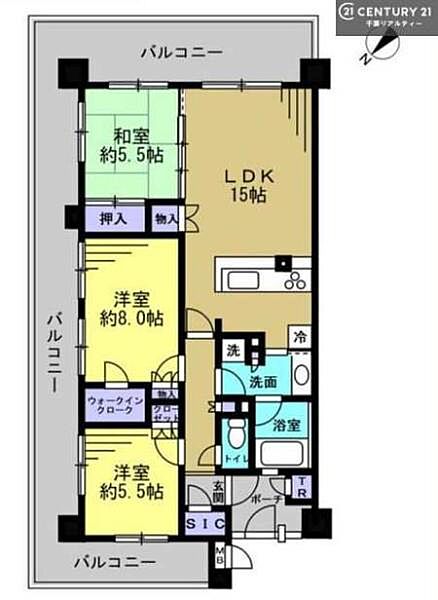 21 CENTURY 21
千葉リアルティー
N
バルコニー
和室
約5.5帖
LDK
15帖
押入
物入
洋室
約8.0帖
バルコニー
冷
洗
洗面
ウォークイン
クローク
物入
クロー
ゼット
浴室
トイレ
洋室
約5.5帖
玄関
ポーチ
TR
SIC
MB
バルコニー